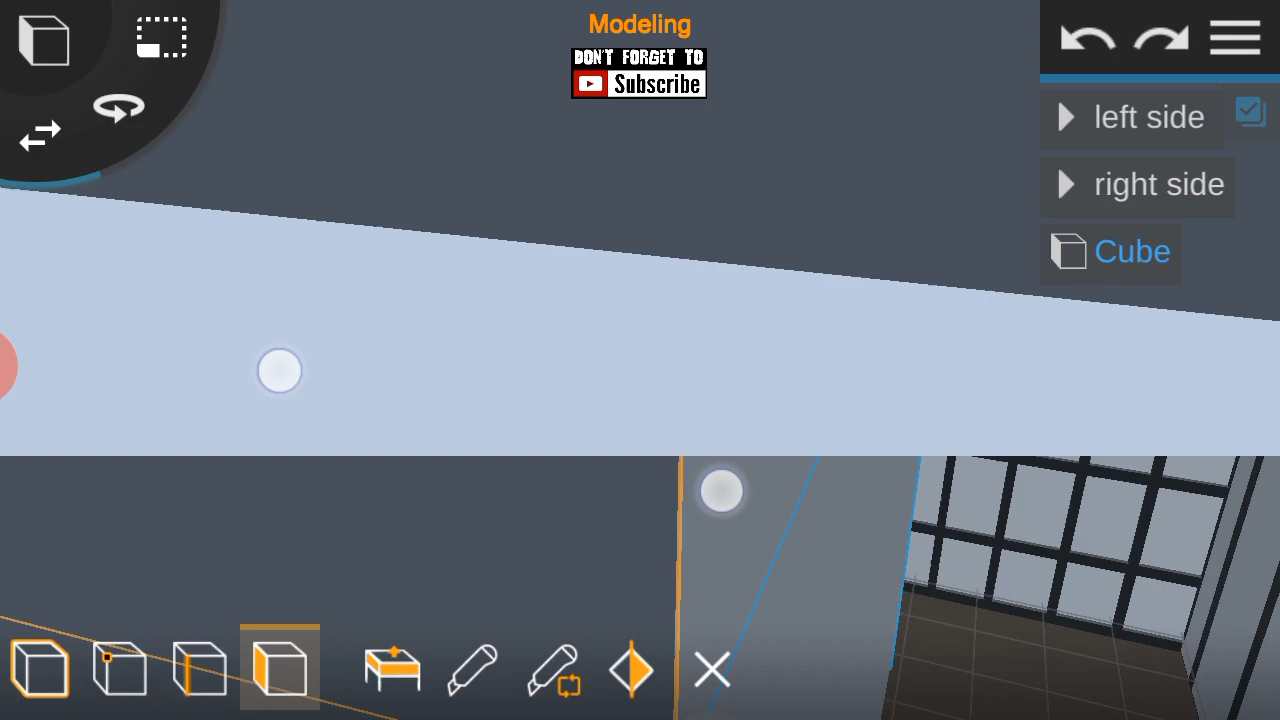 Modeling
DON'T FORGET TO
Subscribe
left side
right side
Cube